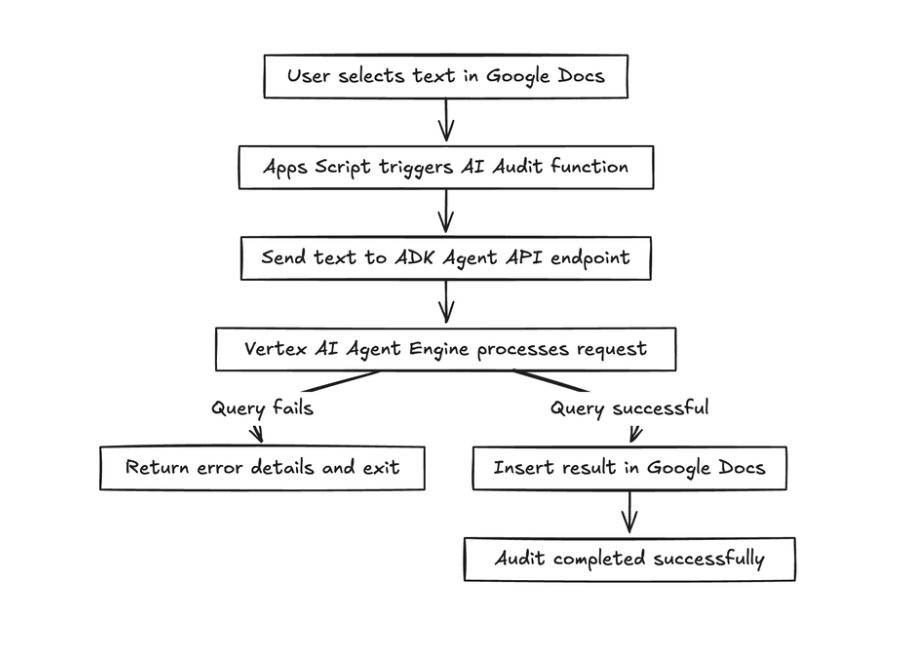 User selects text in Google Docs
Apps Script triggers AI Audit function
Send text to ADK Agent API endpoint
Vertex AI Agent Engine processes request
Query fails
Query successful
Return error details and exit
Insert result in Google Docs
Audit completed successfully